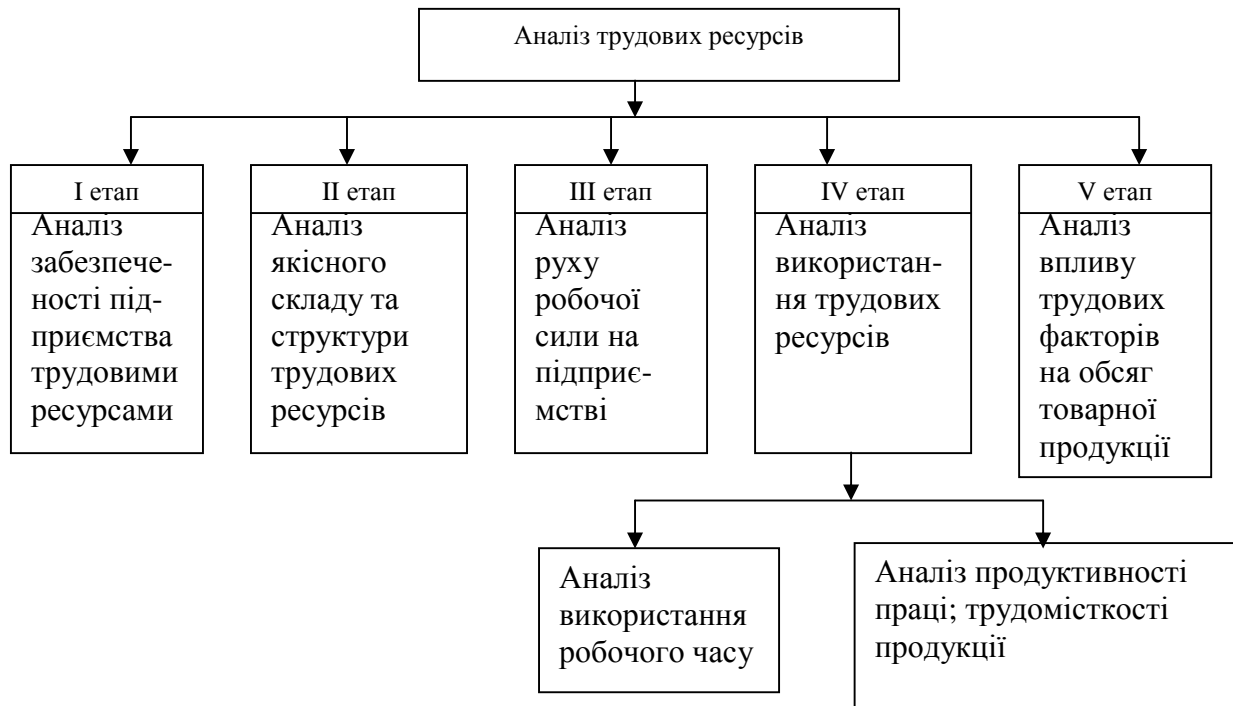 Аналіз трудових ресурсів
І етап
Аналіз
забезпече-
ності під-
приємства
трудовими
ресурсами
ІІ етап
Аналіз
якісного
складу та
структури
трудових
ресурсів
ІІІ етап
Аналіз
руху
робочої
сили на
підприє-
мстві
IV етап
Аналіз
використан-
ня трудових
ресурсів
V етап
Аналіз
впливу
трудових
факторів
на обсяг
товарної
продукції
Аналіз
використання
робочого часу
Аналіз продуктивності
праці; трудомісткості
продукції